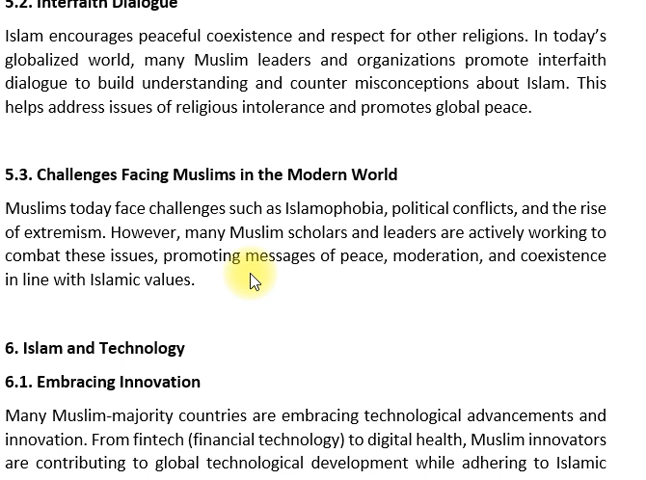 5.2. Interfaith Dialogue
Islam encourages peaceful coexistence and respect for other religions. In today’s
globalized world, many Muslim leaders and organizations promote interfaith
dialogue to build understanding and counter misconceptions about Islam. This
helps address issues of religious intolerance and promotes global peace.
5.3. Challenges Facing Muslims in the Modern World
Muslims today face challenges such as Islamophobia, political conflicts, and the rise
of extremism. However, many Muslim scholars and leaders are actively working to
combat these issues, promoting messages of peace, moderation, and coexistence
in line with Islamic values.
6. Islam and Technology
6.1. Embracing Innovation
Many Muslim-majority countries are embracing technological advancements and
innovation. From fintech (financial technology) to digital health, Muslim innovators
are contributing to global technological development while adhering to Islamic